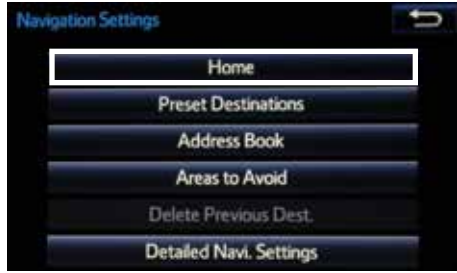 Navigation Settings
Home
Preset Destinations
Address Book
Areas to Avoid
Delete Previous Dest.
Detailed Navi. Settings